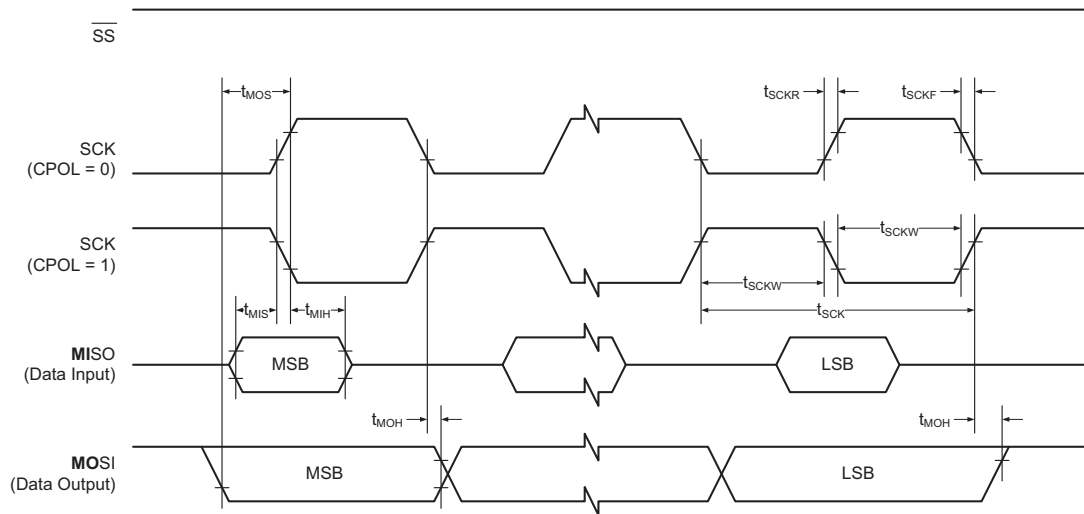 SS
tMOS
tSCKR
tSCKF
SCK
(CPOL = 0)
SCK
(CPOL = 1)
tSCKW
tSCKW
tMIS
tMIH
tSCK
MISO
(Data Input)
MSB
LSB
tMOH
tMOH
MOSI
(Data Output)
MSB
LSB